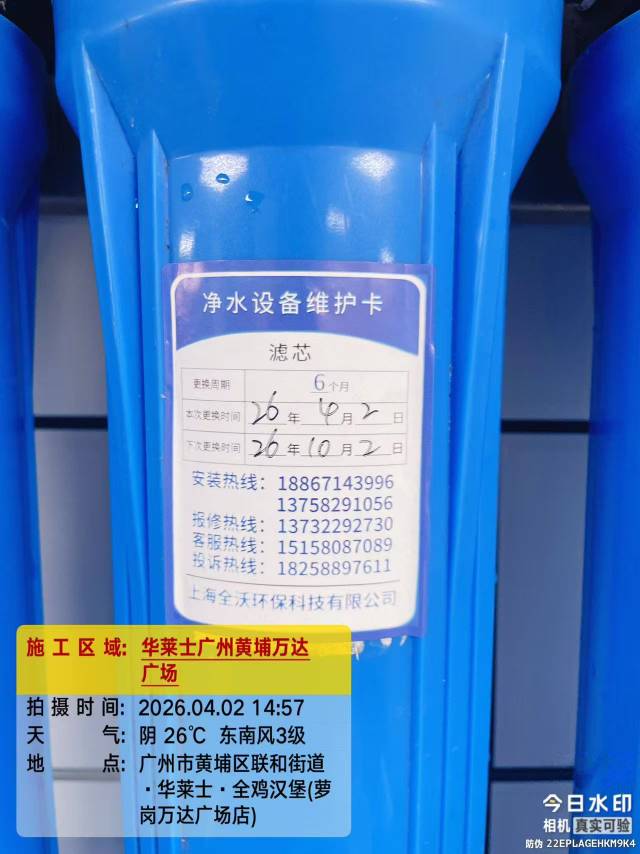 净水设备维护卡
滤芯
更换周期 6个月
本次更换时间 26年4月2日
下次更换时间 26年10月2日
安装热线：18867143996
13758291056
报修热线：13732292730
客服热线：15158087089
投诉热线：18258897611
上海全沃环保科技有限公司
施工区域：华莱士广州黄埔万达
广场
拍摄时间：2026.04.02 14:57
天气：阴 26℃ 东南风3级
地点：广州市黄埔区联和街道
·华莱士·全鸡汉堡(萝
岗万达广场店)
今日水印
相机 真实可验
防伪 22EPLAGEHKM9K4